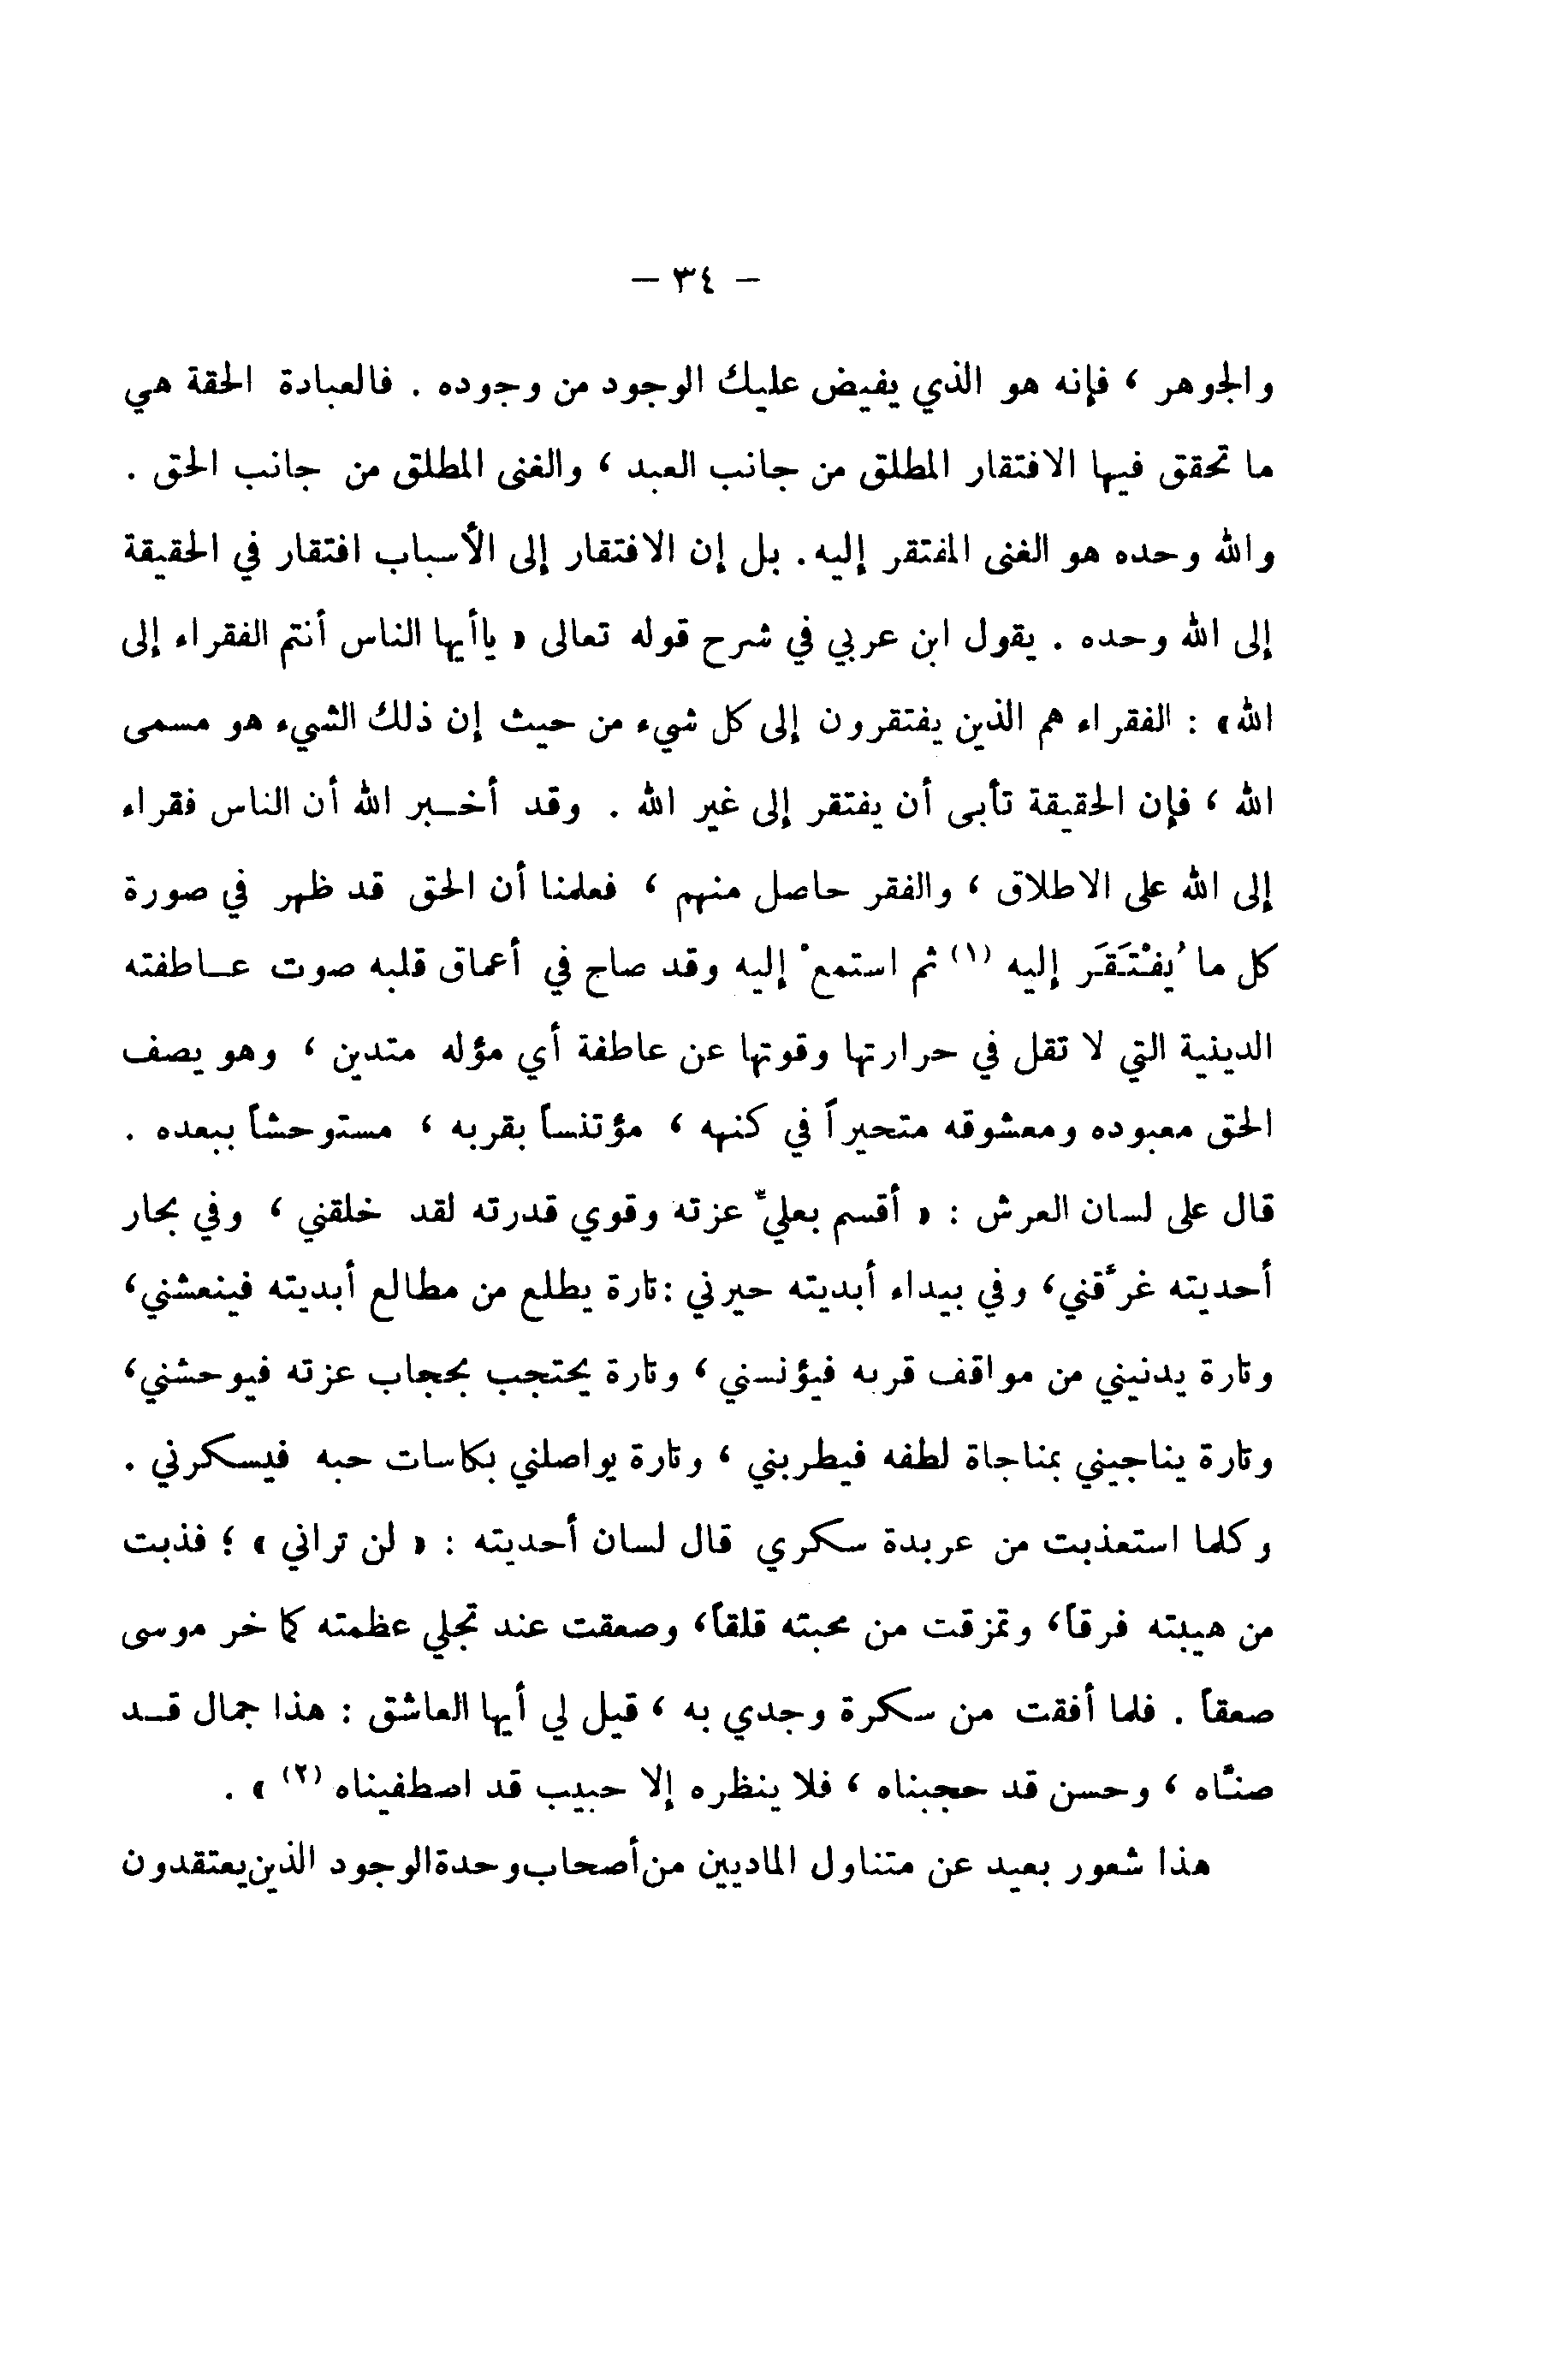 – ٣٤ –
والجوهر ، فإنه هو الذي يفيض عليك الوجود من وجوده . فالعبادة الحقة هي
ما تحقق فيها الافتقار المطلق من جانب العبد ، والغنى المطلق من جانب الحق .
والله وحده هو الغنى المفتقر إليه . بل إن الافتقار إلى الأسباب افتقار في الحقيقة
إلى الله وحده . يقول ابن عربي في شرح قوله تعالى « ياأيها الناس أنتم الفقراء إلى
الله» : الفقراء هم الذين يفتقرون إلى كل شيء من حيث إن ذلك الشيء هو مسمى
الله ، فإن الحقيقة تأبى أن يفتقر إلى غير الله . وقد أخبر الله أن الناس فقراء
إلى الله على الاطلاق ، والفقر حاصل منهم ، فعلمنا أن الحق قد ظهر في صورة
كل ما يُفْتَقَر إليه (١) ثم استمعْ إليه وقد صاح في أعماق قلبه صوت عاطفته
الدينية التي لا تقل في حرارتها وقوتها عن عاطفة أي مؤله متدين ، وهو يصف
الحق معبوده ومعشوقه متحيراً في كنهه ، مؤتنساً بقربه ، مستوحشاً ببعده .
قال على لسان العرش : « أقسم بعليّ عزته وقوي قدرته لقد خلقني ، وفي بحار
أحديته غرَّقني، وفي بيداء أبديته حيرني : تارة يطلع من مطالع أبديته فينعشني،
وتارة يدنيني من مواقف قربه فيؤنسني ، وتارة يحتجب بحجاب عزته فيوحشني،
وتارة يناجيني بمناجاة لطفه فيطربني ، وتارة يواصلني بكاسات حبه فيسكرني .
وكلما استعذبت من عربدة سكري قال لسان أحديته : « لن تراني » ؛ فذبت
من هيبته فرقاً، وتمزقت من محبته قلقاً، وصعقت عند تجلي عظمته كما خر موسى
صعقاً . فلما أفقت من سكرة وجدي به ، قيل لي أيها العاشق : هذا جمال قد
صنَّاه ، وحسن قد حجبناه ، فلا ينظره إلا حبيب قد اصطفيناه (٢) » .
هذا شعور بعيد عن متناول الماديين من أصحاب وحدة الوجود الذين يعتقدون